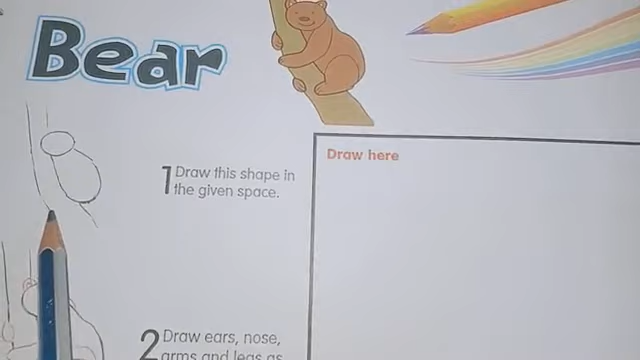 Bear
Draw here
1 Draw this shape in
the given space.
2 Draw ears, nose,
arms and legs as